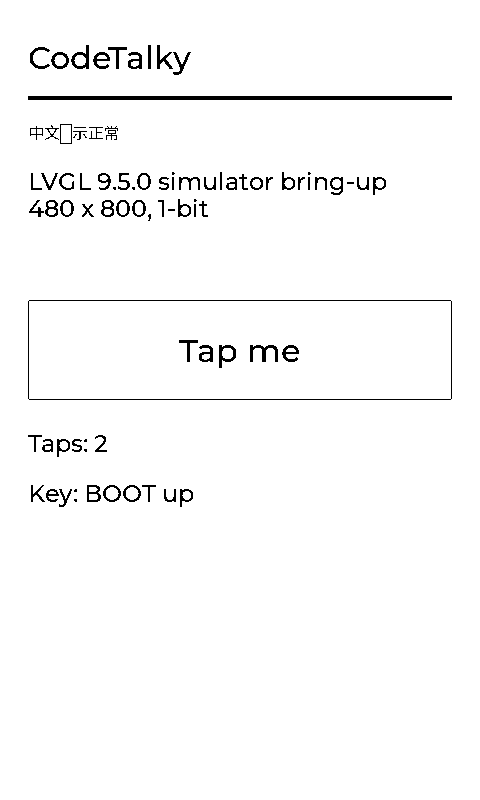 CodeTalky
中文□示正常
LVGL 9.5.0 simulator bring-up
480 x 800, 1-bit
Tap me
Taps: 2
Key: BOOT up